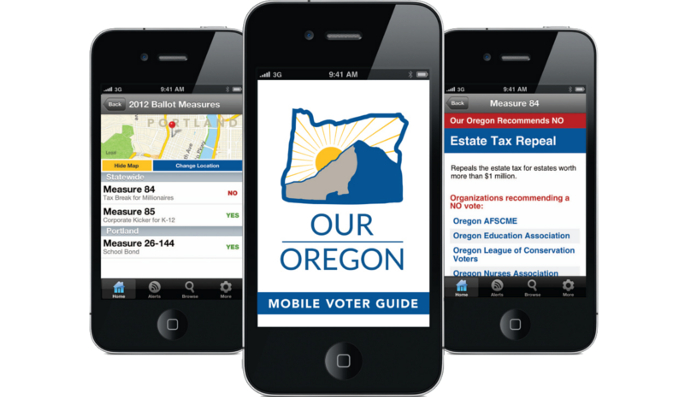 3G 9:41 AM
Back 2012 Ballot Measures
PORTLAND
Hide Map Change Location
Statewide
Measure 84
Tax Break for Millionaires
NO
Measure 85
Corporate Kicker for K-12
YES
Portland
Measure 26-144
School Bond
YES
Home Alerts Browse More
3G 9:41 AM
OUR
OREGON
MOBILE VOTER GUIDE
3G 9:41 AM
Back Measure 84
Our Oregon Recommends NO
Estate Tax Repeal
Repeals the estate tax for estates worth
more than $1 million.
Organizations recommending a
NO vote:
Oregon AFSCME
Oregon Education Association
Oregon League of Conservation
Voters
Oregon Nurses Association
Home Alerts Browse More